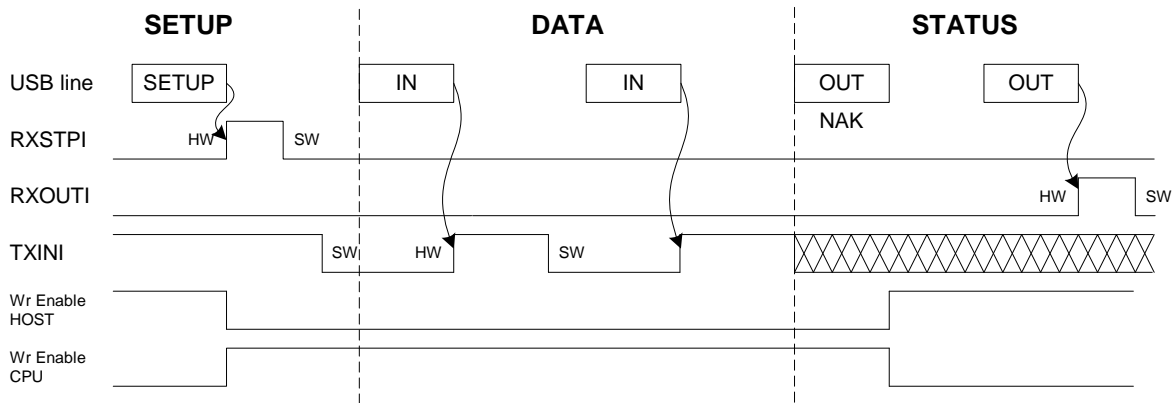 SETUP DATA STATUS
USB line SETUP IN IN OUT OUT
NAK
RXSTPI HW SW
RXOUTI HW SW
TXINI SW HW SW
Wr Enable
HOST
Wr Enable
CPU